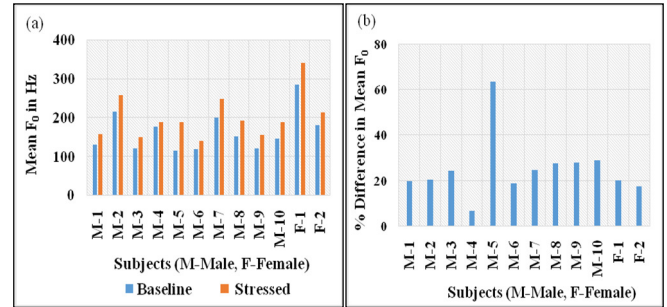 (a)
Mean F0 in Hz
400
300
200
100
0
M-1
M-2
M-3
M-4
M-5
M-6
M-7
M-8
M-9
M-10
F-1
F-2
Subjects (M-Male, F-Female)
Baseline
Stressed
(b)
% Difference in Mean F0
80
60
40
20
0
M-1
M-2
M-3
M-4
M-5
M-6
M-7
M-8
M-9
M-10
F-1
F-2
Subjects (M-Male, F-Female)